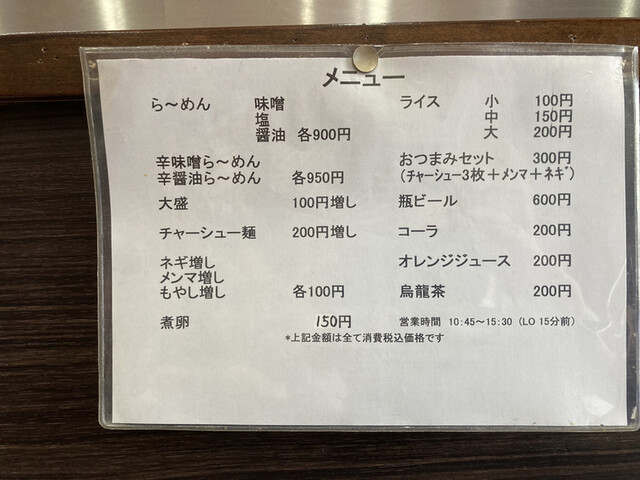 メニュー
ら～めん 味噌
塩
醤油 各900円
辛味噌ら～めん
辛醤油ら～めん 各950円
大盛 100円増し
チャーシュー麺 200円増し
ネギ増し
メンマ増し
もやし増し 各100円
煮卵 150円
ライス 小 100円
中 150円
大 200円
おつまみセット 300円
(ﾁｬｰｼｭｰ3枚＋ﾒﾝﾏ＋ﾈｷﾞ)
瓶ビール 600円
コーラ 200円
オレンジジュース 200円
烏龍茶 200円
営業時間 10:45～15:30 (LO 15分前)
*上記金額は全て消費税込価格です